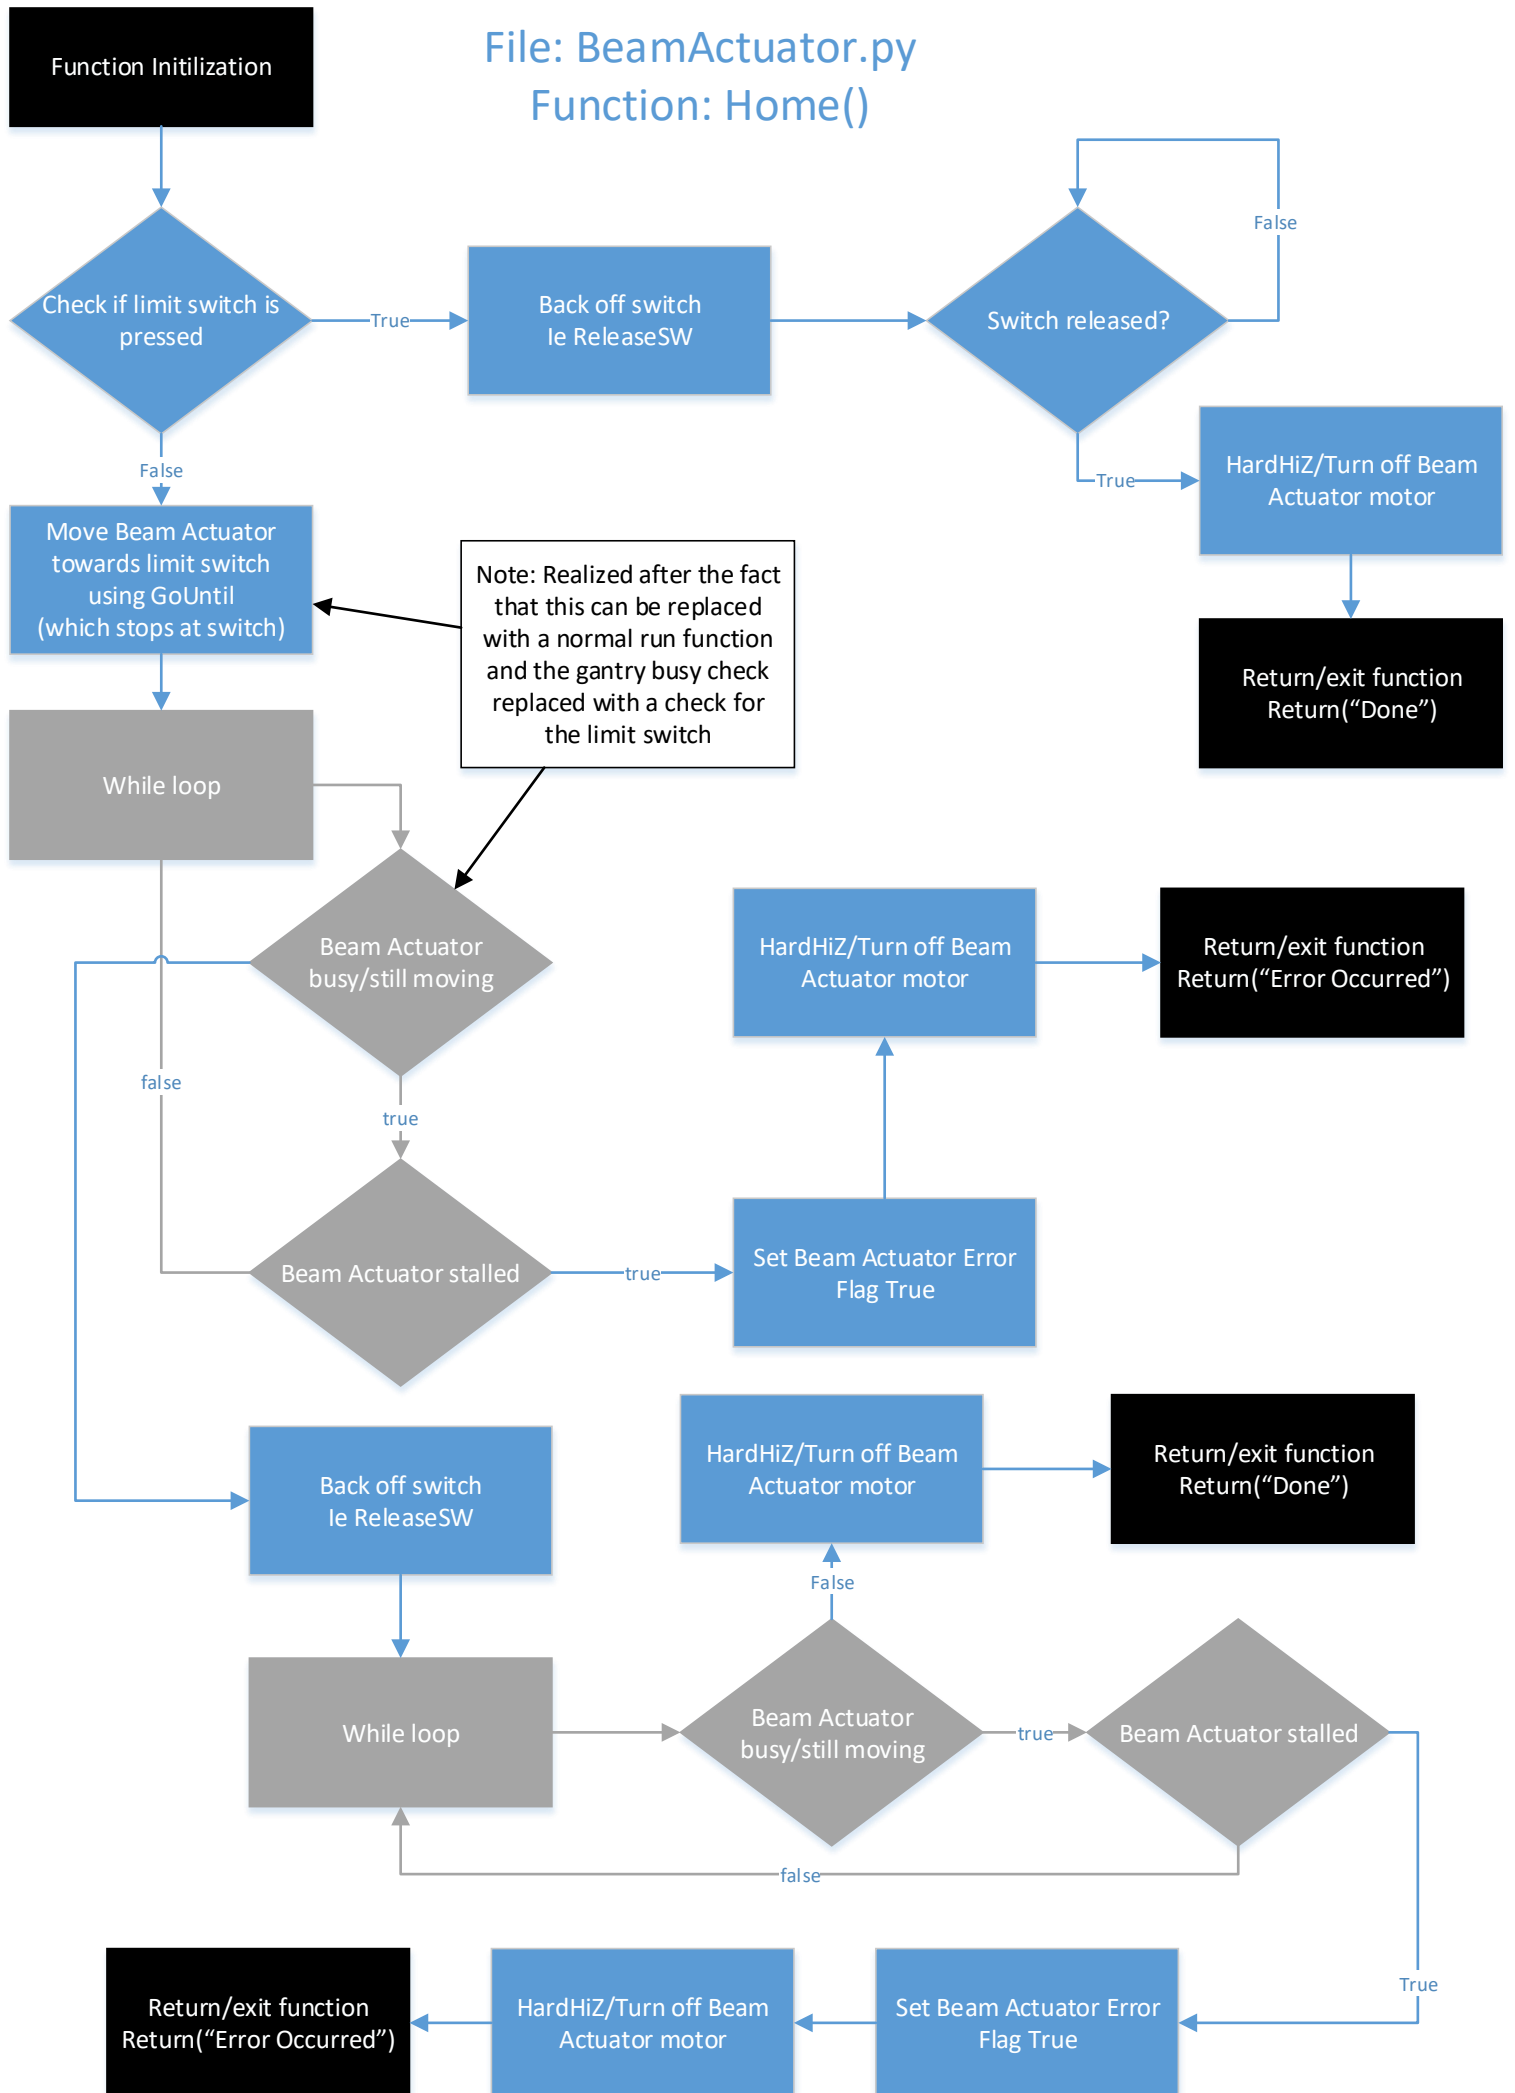 File: BeamActuator.py
Function: Home()
Function Initilization
Check if limit switch is
pressed
True
Back off switch
Ie ReleaseSW
Switch released?
False
True
HardHiZ/Turn off Beam
Actuator motor
Return/exit function
Return(“Done”)
False
Move Beam Actuator
towards limit switch
using GoUntil
(which stops at switch)
Note: Realized after the fact
that this can be replaced
with a normal run function
and the gantry busy check
replaced with a check for
the limit switch
While loop
Beam Actuator
busy/still moving
false
true
Beam Actuator stalled
true
Set Beam Actuator Error
Flag True
HardHiZ/Turn off Beam
Actuator motor
Return/exit function
Return(“Error Occurred”)
Back off switch
Ie ReleaseSW
While loop
Beam Actuator
busy/still moving
False
HardHiZ/Turn off Beam
Actuator motor
Return/exit function
Return(“Done”)
true
Beam Actuator stalled
false
True
Set Beam Actuator Error
Flag True
HardHiZ/Turn off Beam
Actuator motor
Return/exit function
Return(“Error Occurred”)